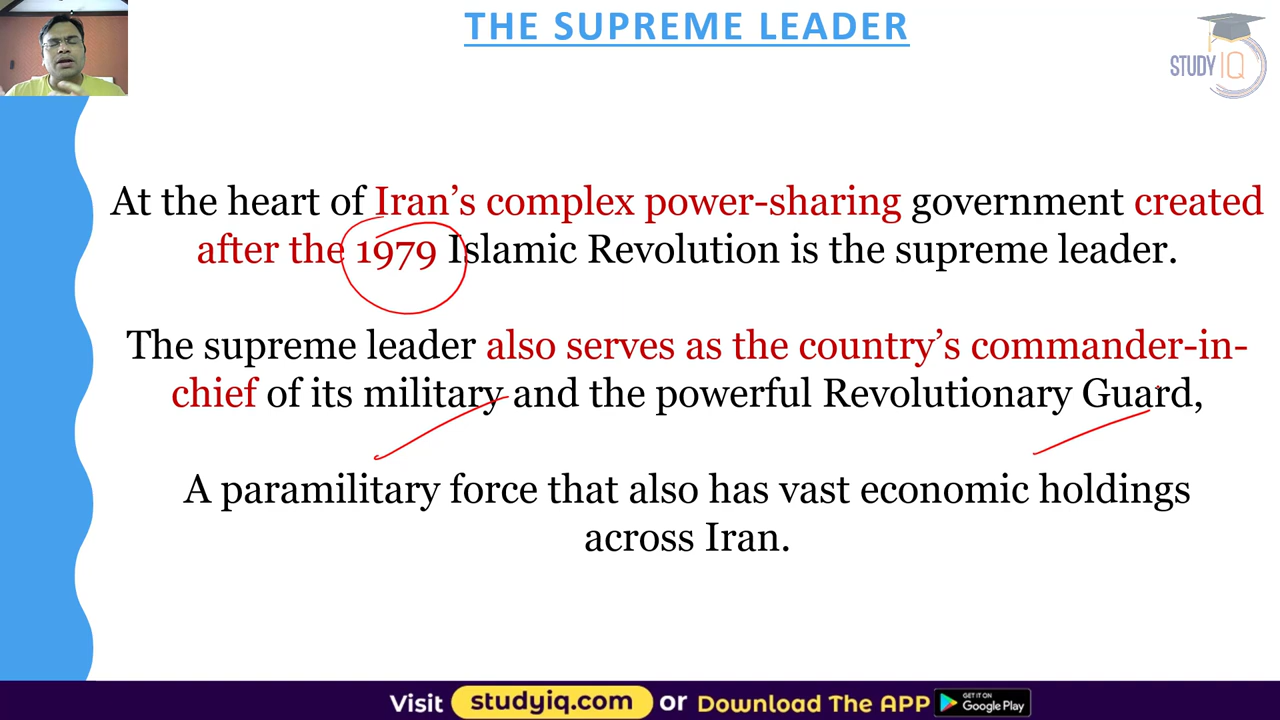 THE SUPREME LEADER
STUDY IQ
At the heart of Iran’s complex power-sharing government created
after the 1979 Islamic Revolution is the supreme leader.
The supreme leader also serves as the country’s commander-in-
chief of its military and the powerful Revolutionary Guard,
A paramilitary force that also has vast economic holdings
across Iran.
Visit studyiq.com or Download The APP GET IT ON
Google Play